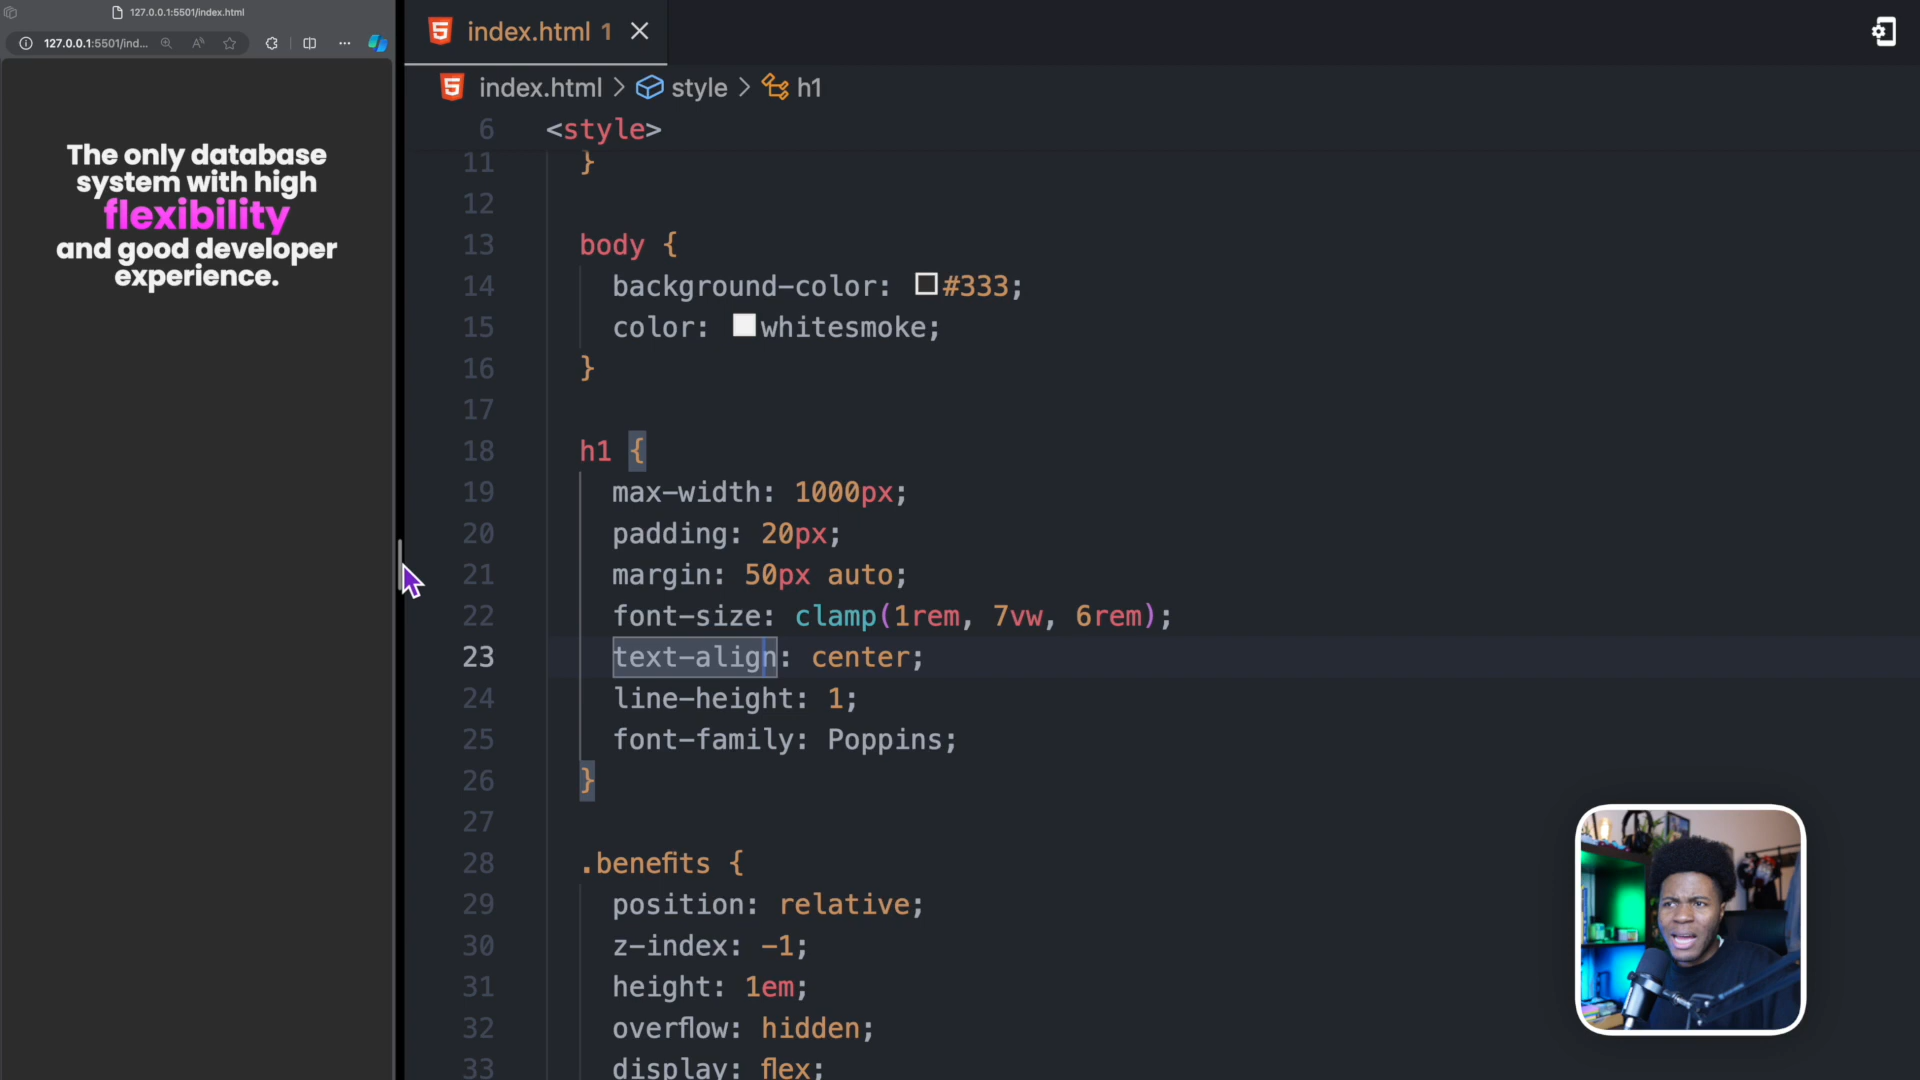 127.0.0.1:5501/index.html
127.0.0.1:5501/ind...
The only database
system with high
flexibility
and good developer
experience.
index.html 1
index.html > style > h1
6 <style>
11 }
12
13 body {
14 background-color: #333;
15 color: whitesmoke;
16 }
17
18 h1 {
19 max-width: 1000px;
20 padding: 20px;
21 margin: 50px auto;
22 font-size: clamp(1rem, 7vw, 6rem);
23 text-align: center;
24 line-height: 1;
25 font-family: Poppins;
26 }
27
28 .benefits {
29 position: relative;
30 z-index: -1;
31 height: 1em;
32 overflow: hidden;
33 display: flex;